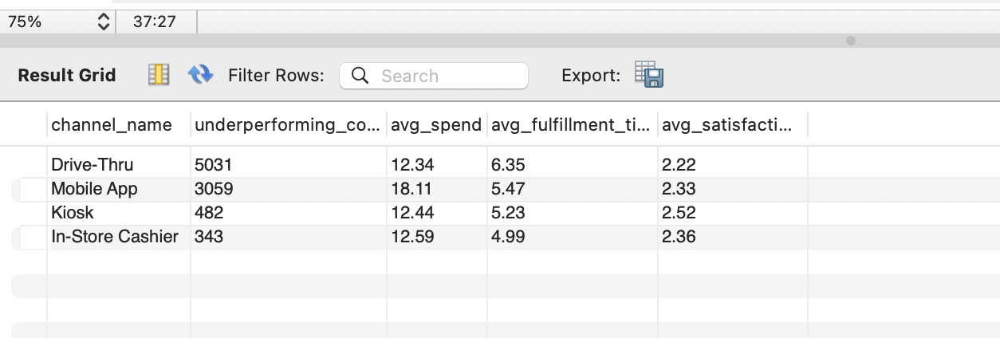 75% 37:27
Result Grid Filter Rows: Search Export:
channel_name underperforming_co... avg_spend avg_fulfillment_ti... avg_satisfacti...
Drive-Thru 5031 12.34 6.35 2.22
Mobile App 3059 18.11 5.47 2.33
Kiosk 482 12.44 5.23 2.52
In-Store Cashier 343 12.59 4.99 2.36